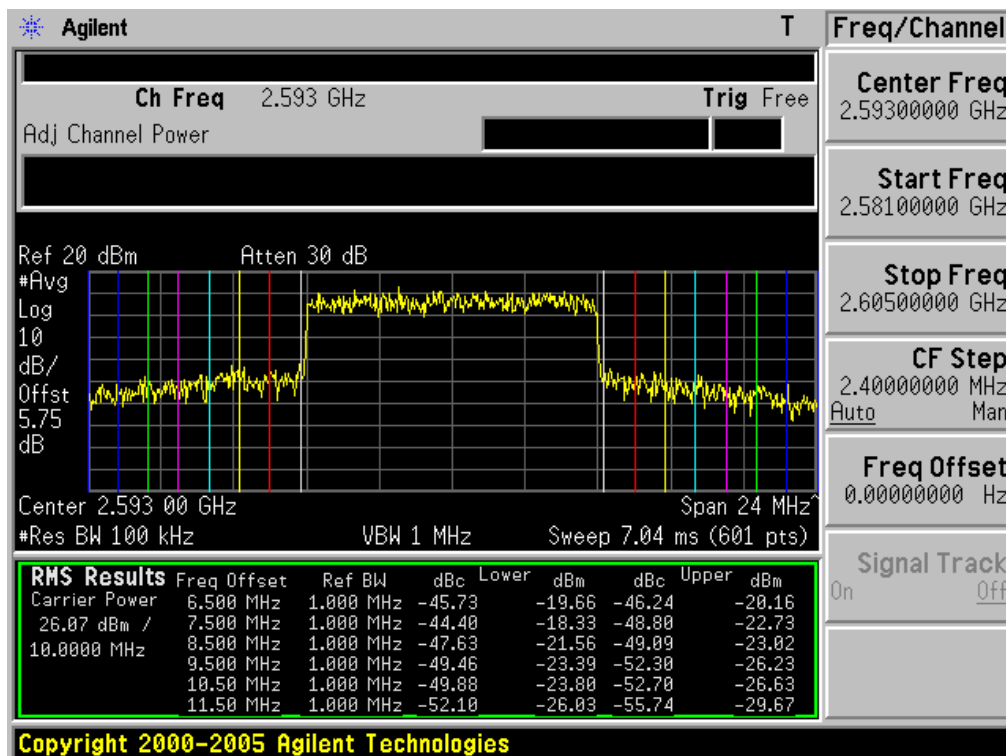 Agilent T Freq/Channel
Ch Freq 2.593 GHz Trig Free
Adj Channel Power
Center Freq
2.59300000 GHz
Start Freq
2.58100000 GHz
Stop Freq
2.60500000 GHz
CF Step
2.40000000 MHz
Auto Man
Freq Offset
0.00000000 Hz
Signal Track
On Off
Ref 20 dBm Atten 30 dB
#Avg
Log
10
dB/
Offst
5.75
dB
Center 2.593 00 GHz Span 24 MHz^
#Res BW 100 kHz VBW 1 MHz Sweep 7.04 ms (601 pts)
RMS Results Freq Offset Ref BW dBc Lower dBm dBc Upper dBm
Carrier Power 6.500 MHz 1.000 MHz -45.73 -19.66 -46.24 -20.16
26.07 dBm / 7.500 MHz 1.000 MHz -44.40 -18.33 -48.80 -22.73
10.0000 MHz 8.500 MHz 1.000 MHz -47.63 -21.56 -49.09 -23.02
9.500 MHz 1.000 MHz -49.46 -23.39 -52.30 -26.23
10.50 MHz 1.000 MHz -49.88 -23.80 -52.70 -26.63
11.50 MHz 1.000 MHz -52.10 -26.03 -55.74 -29.67
Copyright 2000-2005 Agilent Technologies